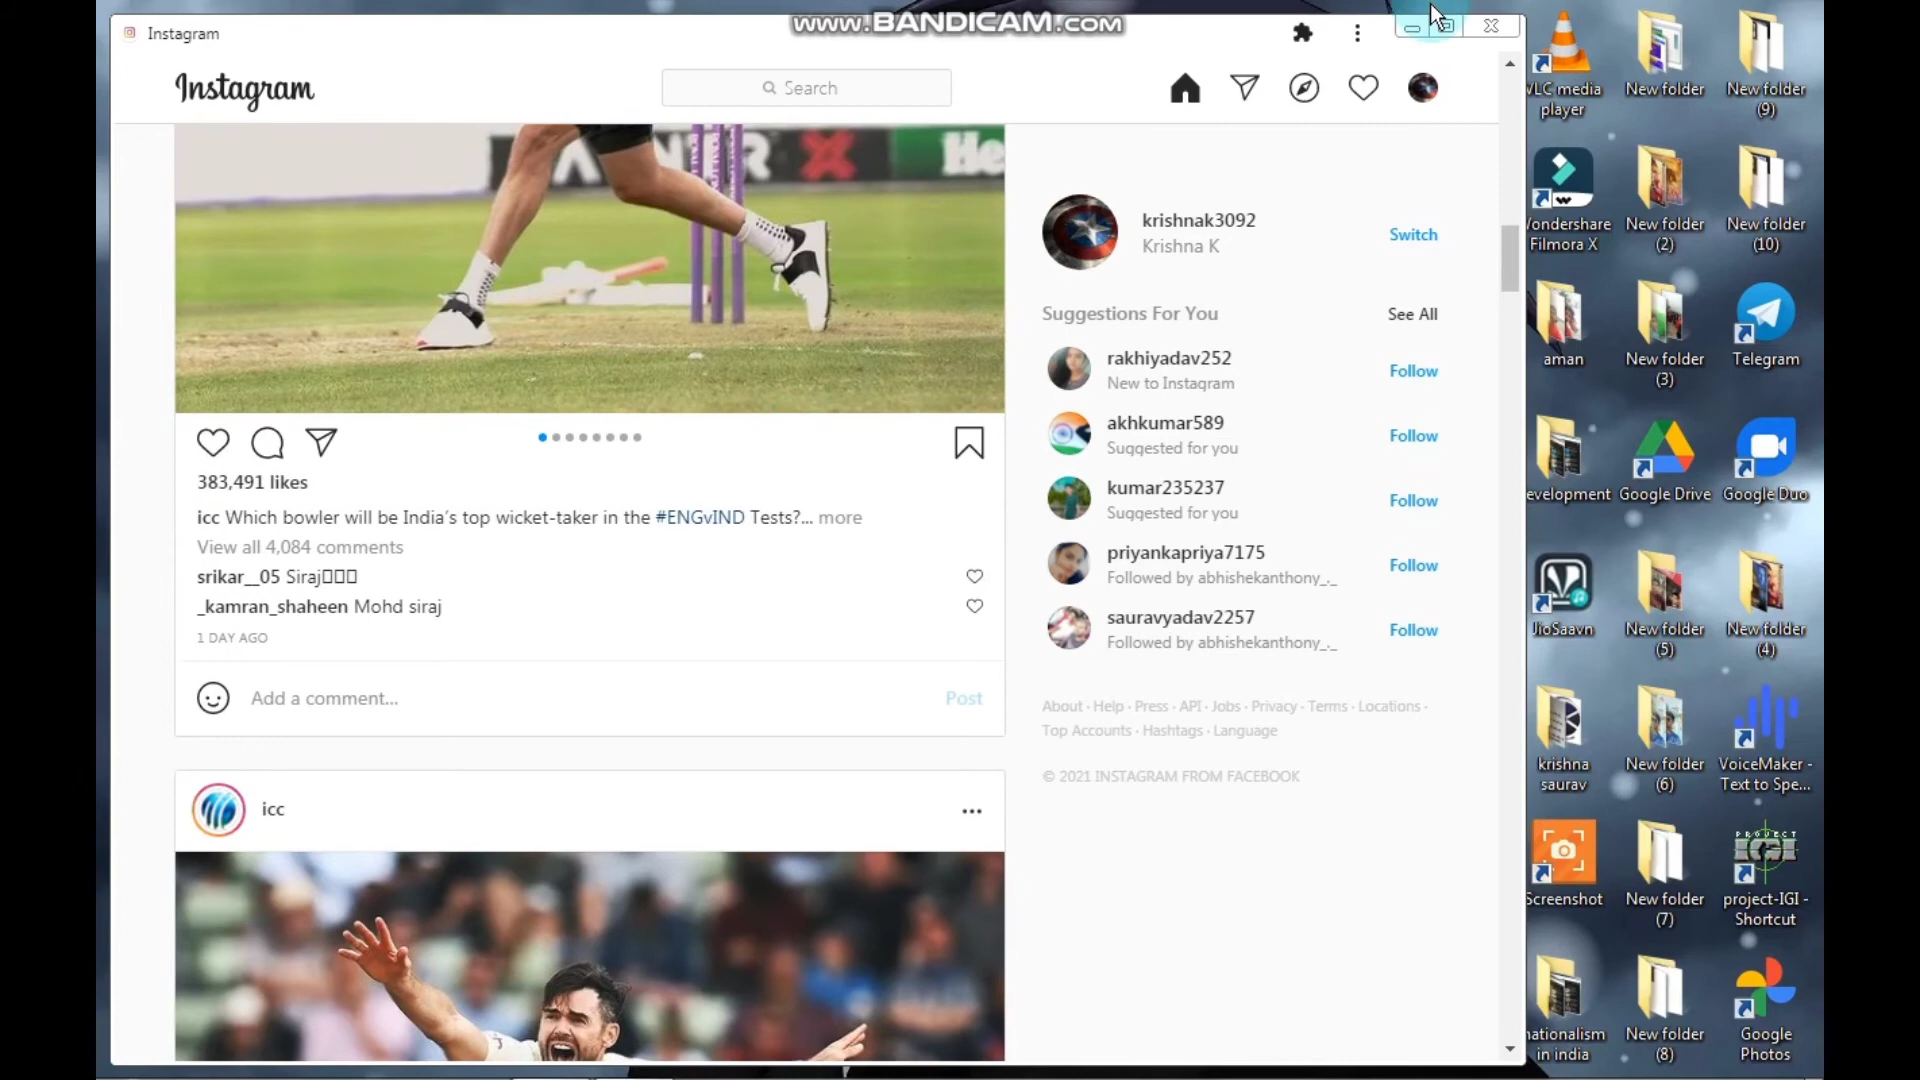 www.BANDICAM.com
Instagram
Instagram
Search
383,491 likes
icc Which bowler will be India's top wicket-taker in the #ENGvIND Tests?... more
View all 4,084 comments
srikar__05 Siraj
_kamran_shaheen Mohd siraj
1 DAY AGO
Add a comment...
Post
icc
krishnak3092
Krishna K
Switch
Suggestions For You
See All
rakhiyadav252
New to Instagram
Follow
akhkumar589
Suggested for you
Follow
kumar235237
Suggested for you
Follow
priyankapriya7175
Followed by abhishekanthony_._
Follow
sauravyadav2257
Followed by abhishekanthony_._
Follow
About · Help · Press · API · Jobs · Privacy · Terms · Locations ·
Top Accounts · Hashtags · Language
© 2021 INSTAGRAM FROM FACEBOOK
VLC media
player
New folder
New folder
(9)
Wondershare
Filmora X
New folder
(2)
New folder
(10)
aman
New folder
(3)
Telegram
evelopment
Google Drive
Google Duo
JioSaavn
New folder
(5)
New folder
(4)
krishna
saurav
New folder
(6)
VoiceMaker -
Text to Spe...
Screenshot
New folder
(7)
PROJECT
project-IGI -
Shortcut
nationalism
in india
New folder
(8)
Google
Photos